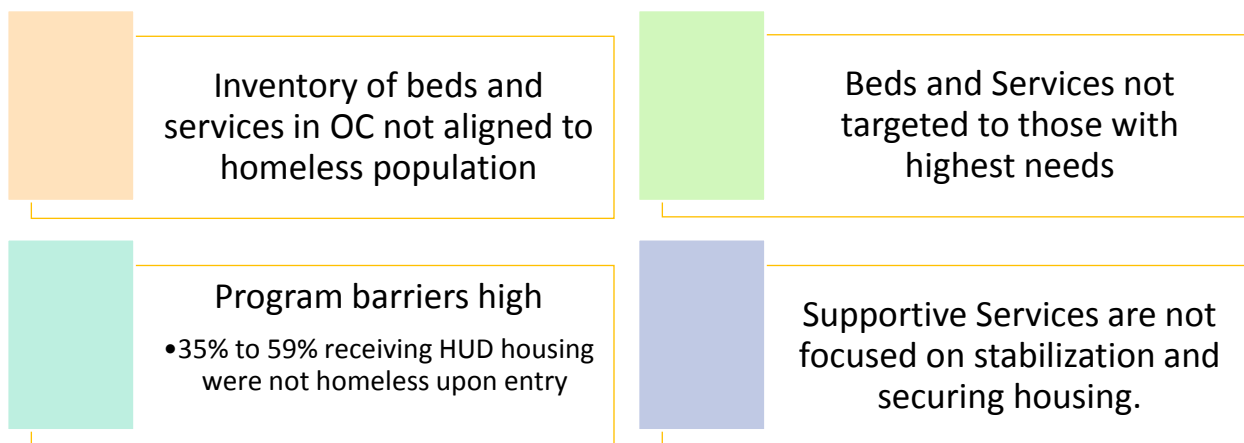 Inventory of beds and
services in OC not aligned to
homeless population
Beds and Services not
targeted to those with
highest needs
Program barriers high
•35% to 59% receiving HUD housing
were not homeless upon entry
Supportive Services are not
focused on stabilization and
securing housing.